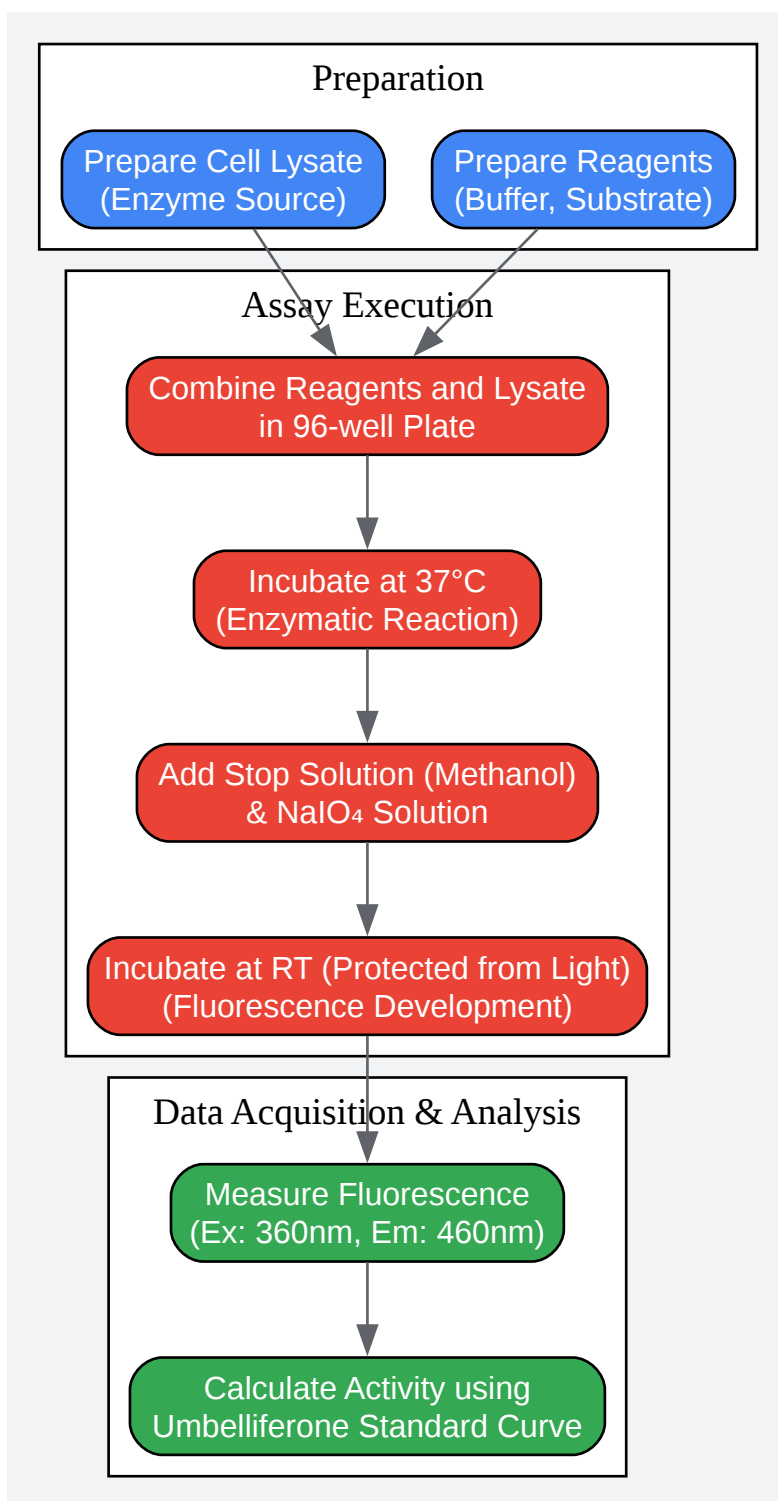 Preparation
Prepare Cell Lysate
(Enzyme Source)
Prepare Reagents
(Buffer, Substrate)
Assay Execution
Combine Reagents and Lysate
in 96-well Plate
Incubate at 37°C
(Enzymatic Reaction)
Add Stop Solution (Methanol)
& NaIO₄ Solution
Incubate at RT (Protected from Light)
(Fluorescence Development)
Data Acquisition & Analysis
Measure Fluorescence
(Ex: 360nm, Em: 460nm)
Calculate Activity using
Umbelliferone Standard Curve